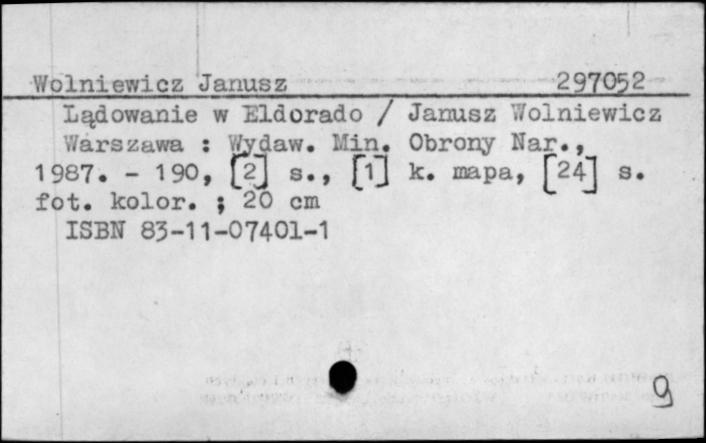 Wolniewicz Janusz 297052
Lądowanie w Eldorado / Janusz Wolniewicz
Warszawa : Wydaw. Min. Obrony Nar.,
1987. - 190, [2] s., [1] k. mapa, [24] s.
fot. kolor. ; 20 cm
ISBN 83-11-07401-1
9